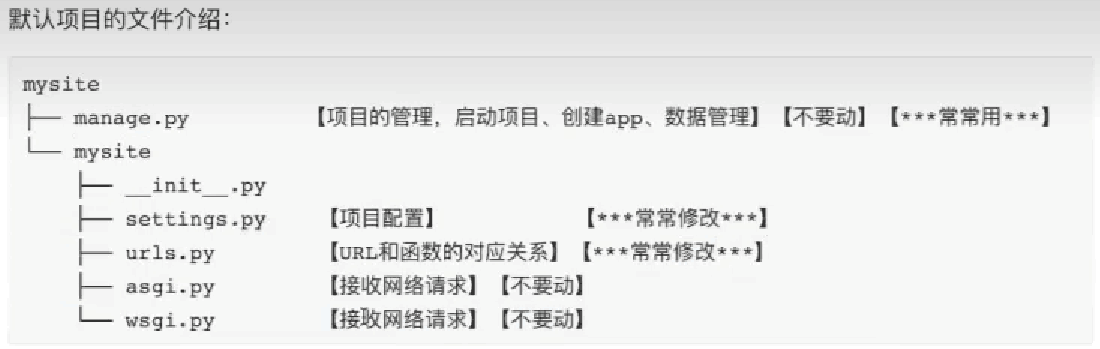 默认项目的文件介绍：
mysite
├── manage.py 【项目的管理，启动项目、创建app、数据管理】【不要动】【***常常用***】
└── mysite
├── __init__.py
├── settings.py 【项目配置】 【***常常修改***】
├── urls.py 【URL和函数的对应关系】【***常常修改***】
├── asgi.py 【接收网络请求】【不要动】
└── wsgi.py 【接收网络请求】【不要动】